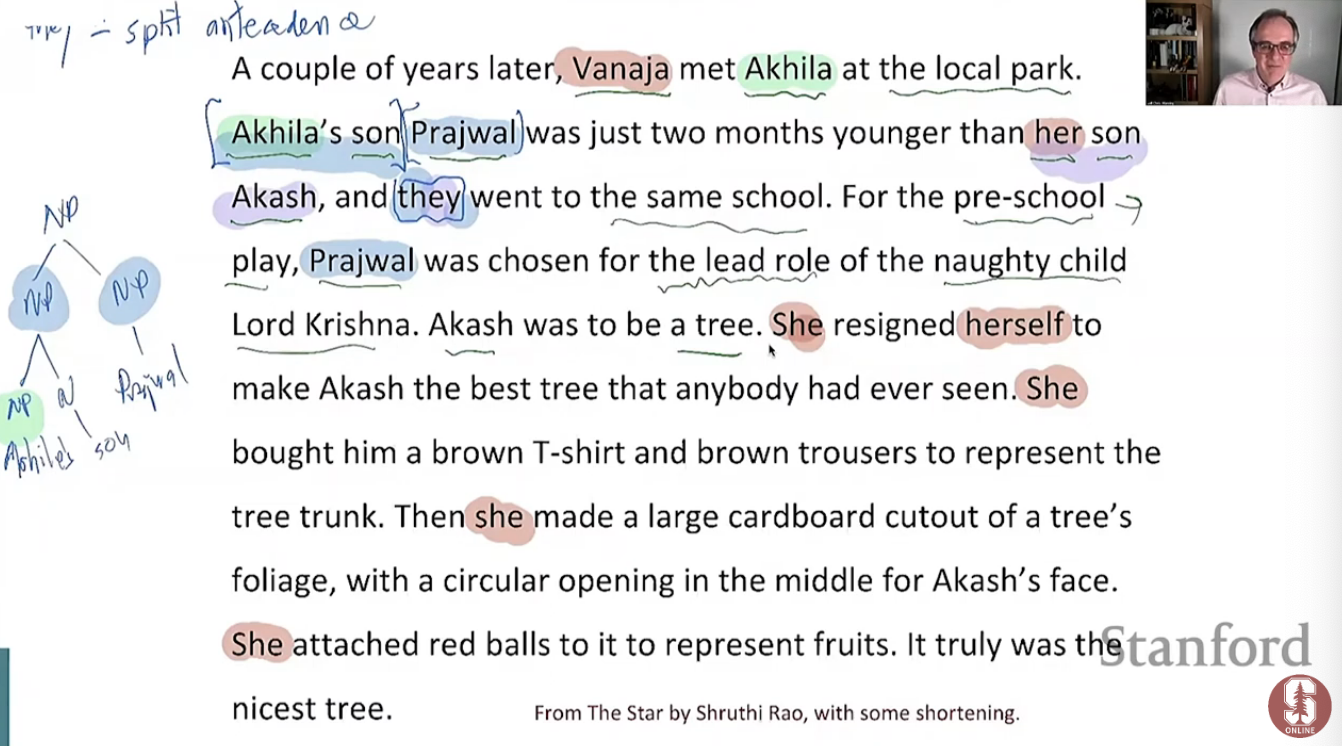 they - split antecedence
A couple of years later, Vanaja met Akhila at the local park.
Akhila's son Prajwal was just two months younger than her son
Akash, and they went to the same school. For the pre-school
play, Prajwal was chosen for the lead role of the naughty child
Lord Krishna. Akash was to be a tree. She resigned herself to
make Akash the best tree that anybody had ever seen. She
bought him a brown T-shirt and brown trousers to represent the
tree trunk. Then she made a large cardboard cutout of a tree's
foliage, with a circular opening in the middle for Akash's face.
She attached red balls to it to represent fruits. It truly was the
nicest tree.
From The Star by Shruthi Rao, with some shortening.
NP
NP NP
NP N Prajwal
Akhila's son
Stanford
S
ONLINE